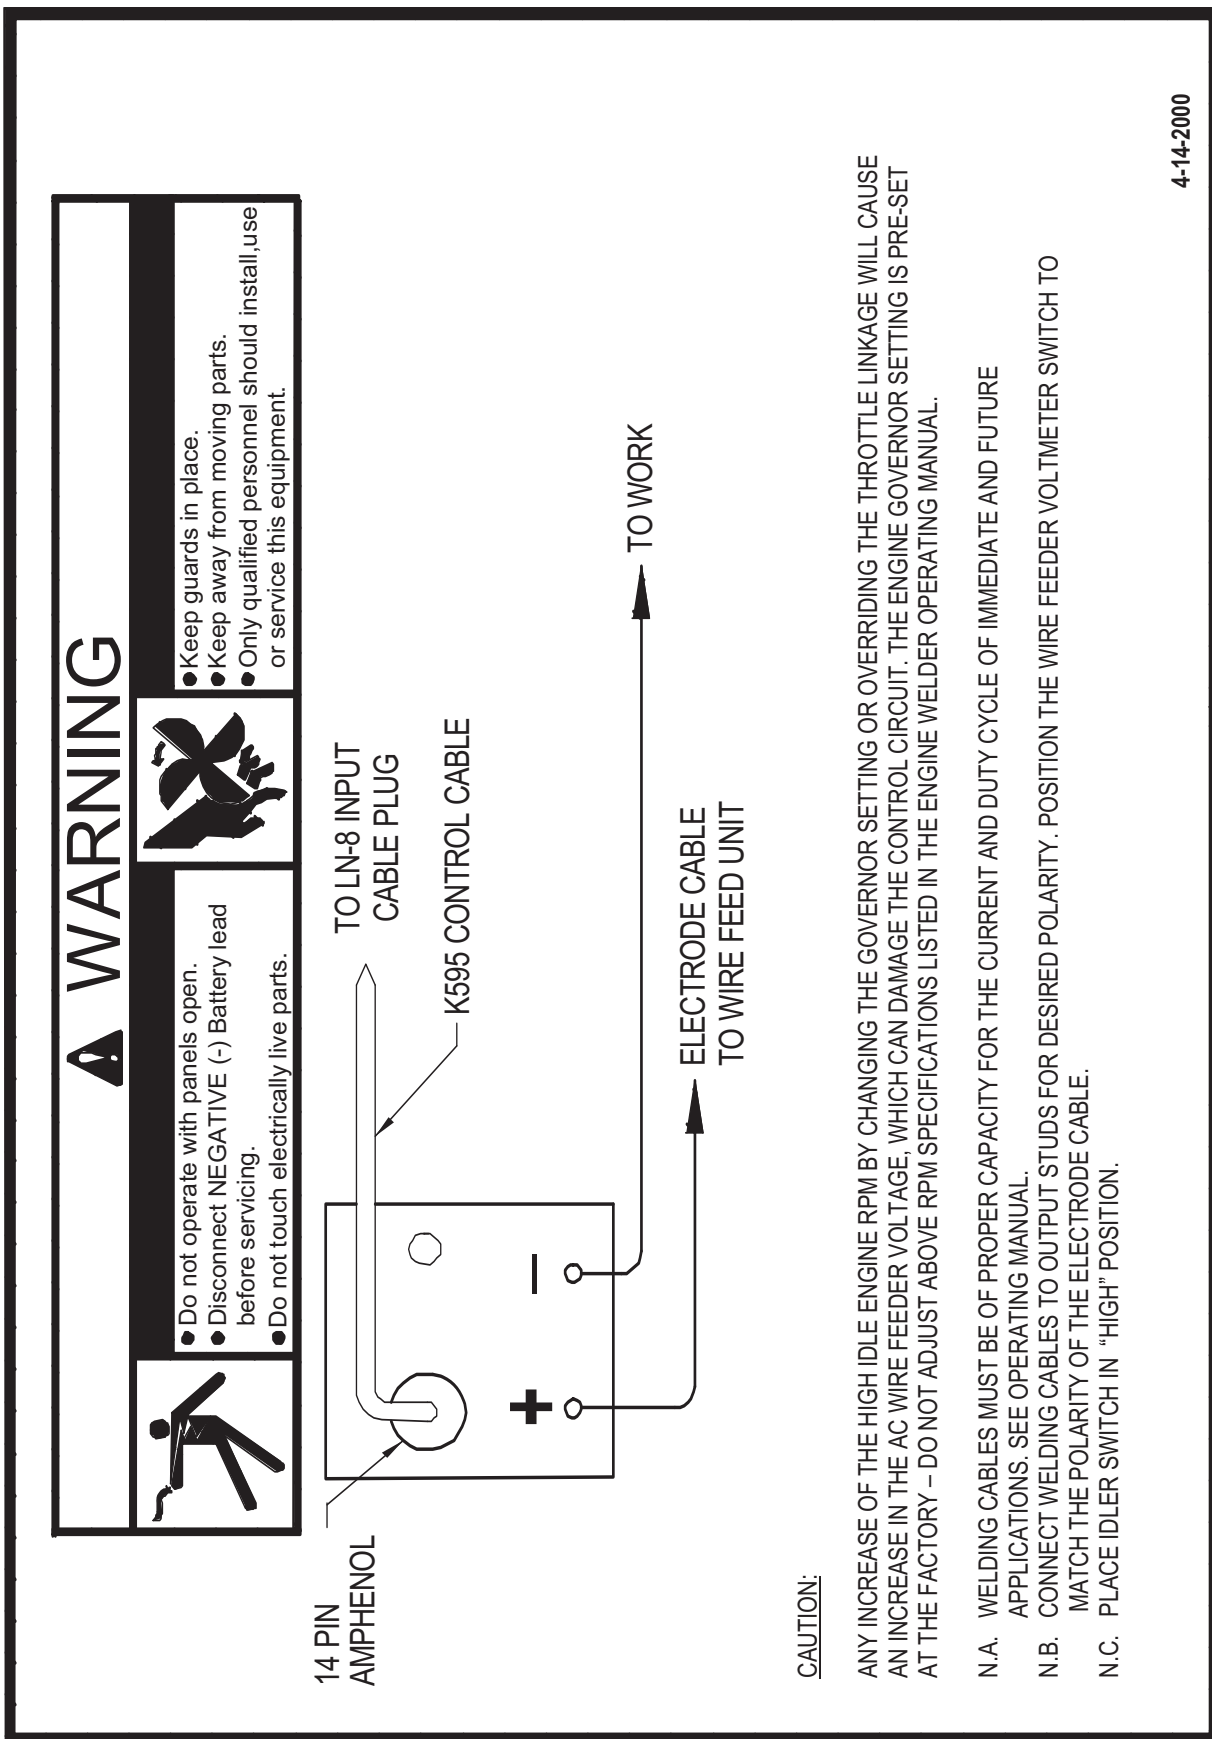 WARNING
● Do not operate with panels open.
● Disconnect NEGATIVE (-) Battery lead
before servicing.
● Do not touch electrically live parts.
● Keep guards in place.
● Keep away from moving parts.
● Only qualified personnel should install,use
or service this equipment.
14 PIN
AMPHENOL
TO LN-8 INPUT
CABLE PLUG
K595 CONTROL CABLE
+
−
ELECTRODE CABLE
TO WIRE FEED UNIT
TO WORK
CAUTION:
ANY INCREASE OF THE HIGH IDLE ENGINE RPM BY CHANGING THE GOVERNOR SETTING OR OVERRIDING THE THROTTLE LINKAGE WILL CAUSE
AN INCREASE IN THE AC WIRE FEEDER VOLTAGE, WHICH CAN DAMAGE THE CONTROL CIRCUIT. THE ENGINE GOVERNOR SETTING IS PRE-SET
AT THE FACTORY – DO NOT ADJUST ABOVE RPM SPECIFICATIONS LISTED IN THE ENGINE WELDER OPERATING MANUAL.
N.A. WELDING CABLES MUST BE OF PROPER CAPACITY FOR THE CURRENT AND DUTY CYCLE OF IMMEDIATE AND FUTURE
APPLICATIONS. SEE OPERATING MANUAL.
N.B. CONNECT WELDING CABLES TO OUTPUT STUDS FOR DESIRED POLARITY. POSITION THE WIRE FEEDER VOLTMETER SWITCH TO
MATCH THE POLARITY OF THE ELECTRODE CABLE.
N.C. PLACE IDLER SWITCH IN "HIGH" POSITION.
4-14-2000